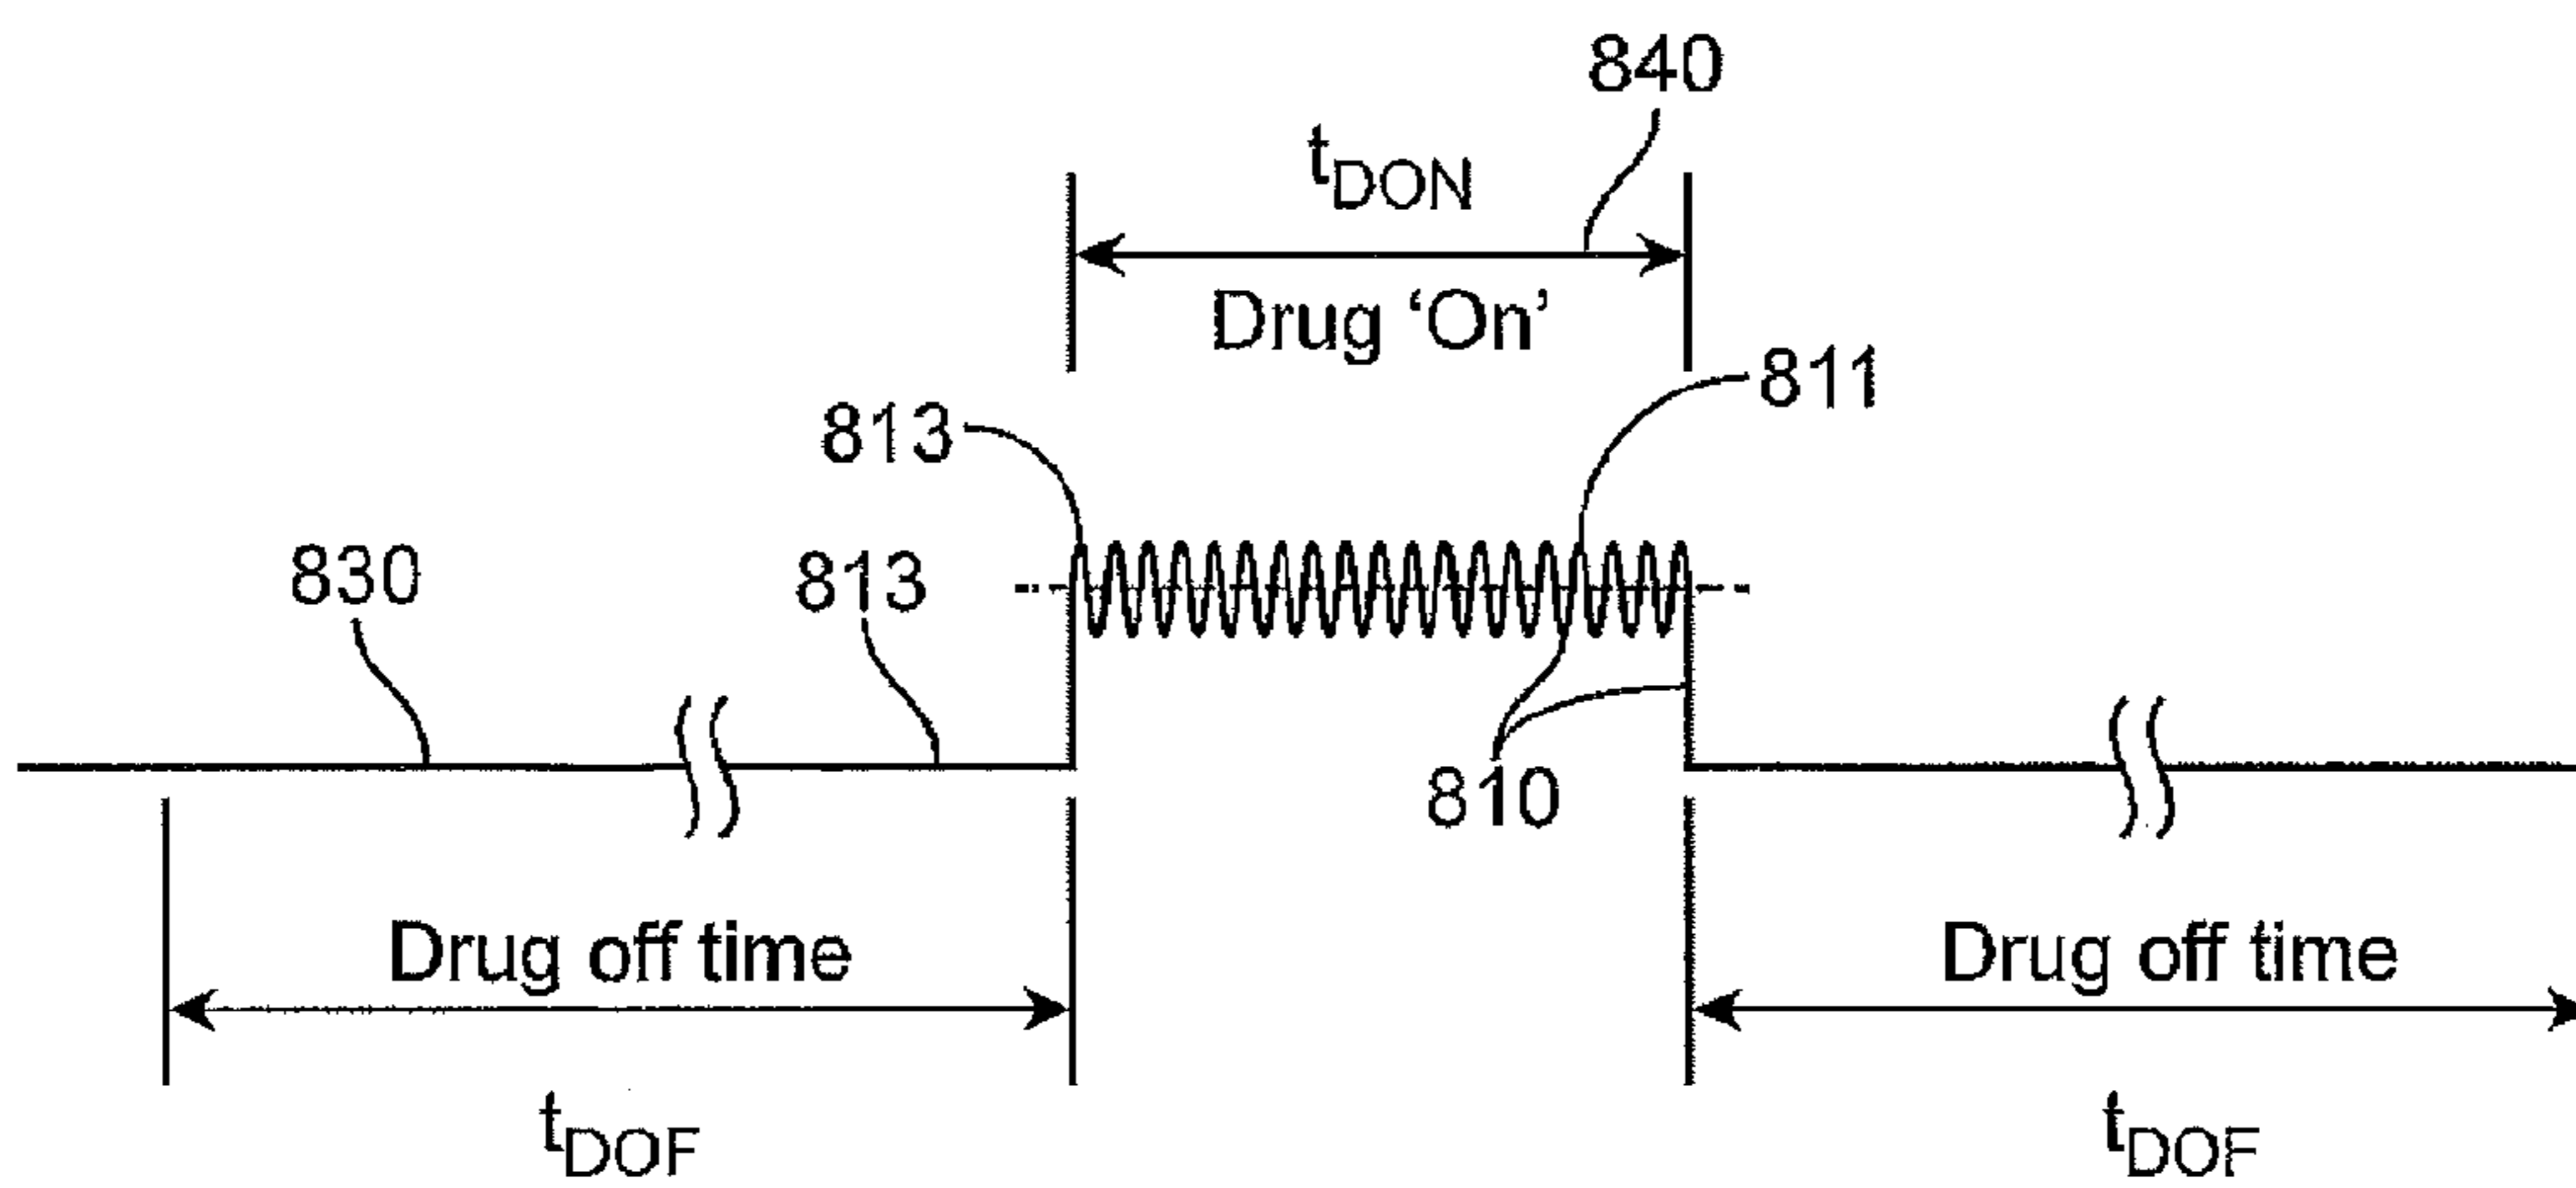 840
tDON
Drug ‘On’
811
813
830
813
810
Drug off time
Drug off time
tDOF
tDOF